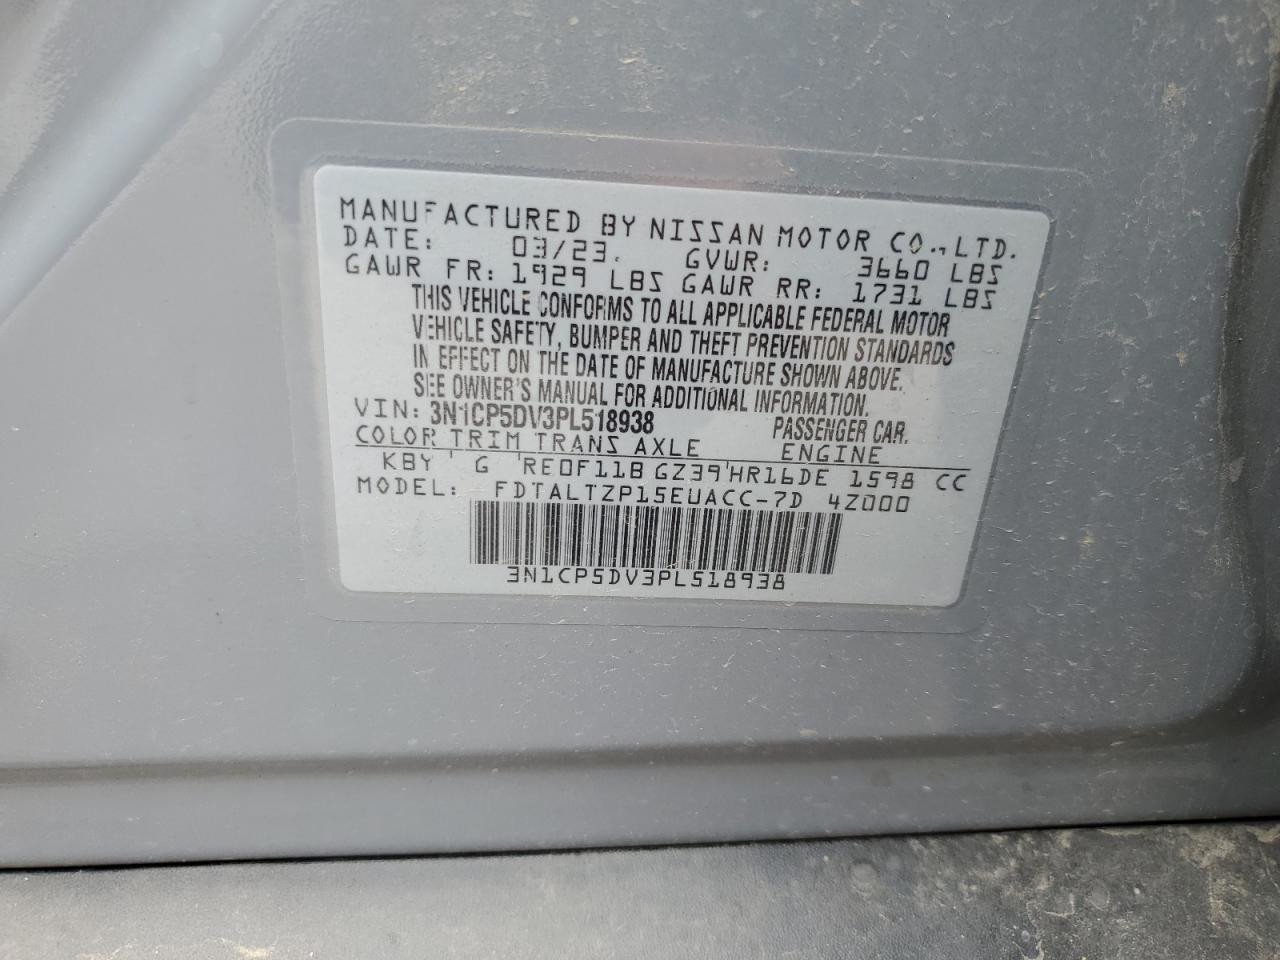 MANUFACTURED BY NISSAN MOTOR CO., LTD.
DATE: 03/23. GVWR: 3660 LBS
GAWR FR: 1929 LBS GAWR RR: 1731 LBS
THIS VEHICLE CONFORMS TO ALL APPLICABLE FEDERAL MOTOR
VEHICLE SAFETY, BUMPER AND THEFT PREVENTION STANDARDS
IN EFFECT ON THE DATE OF MANUFACTURE SHOWN ABOVE.
SEE OWNER'S MANUAL FOR ADDITIONAL INFORMATION.
VIN: 3N1CP5DV3PL518938 PASSENGER CAR.
COLOR TRIM TRANS AXLE ENGINE
KBY ' G 'RE0F11B GZ39'HR16DE 1598 CC
MODEL: FDTALTZP15EUACC-7D 4Z000
3N1CP5DV3PL518938